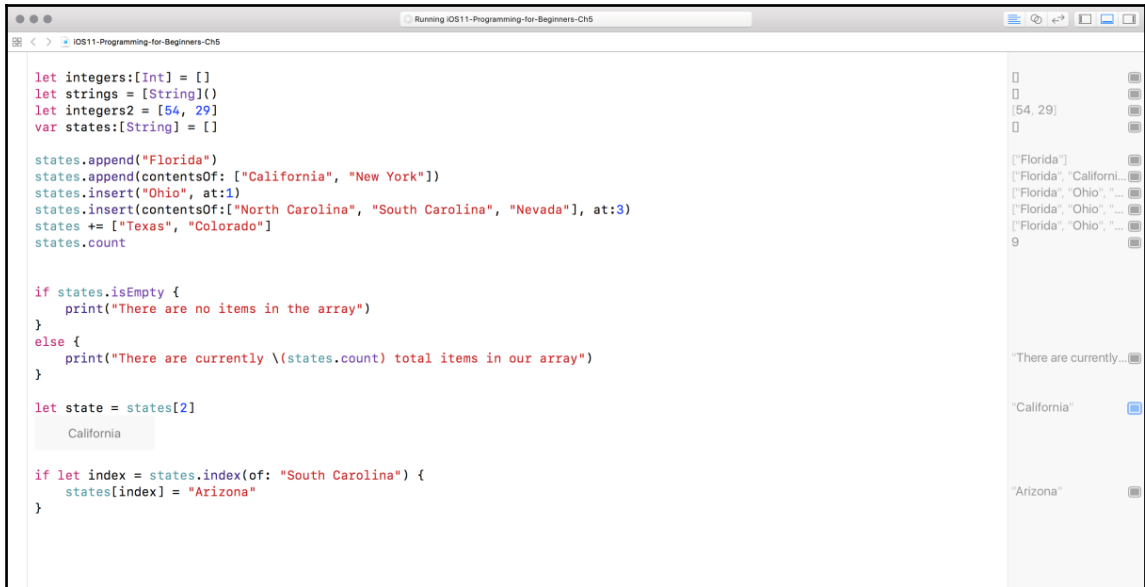 Running iOS11-Programming-for-Beginners-Ch5
iOS11-Programming-for-Beginners-Ch5
let integers:[Int] = [] []
let strings = [String]() []
let integers2 = [54, 29] [54, 29]
var states:[String] = [] []
states.append("Florida") ["Florida"]
states.append(contentsOf: ["California", "New York"]) ["Florida", "Californi...
states.insert("Ohio", at:1) ["Florida", "Ohio", "...
states.insert(contentsOf:["North Carolina", "South Carolina", "Nevada"], at:3) ["Florida", "Ohio", "...
states += ["Texas", "Colorado"] ["Florida", "Ohio", "...
states.count 9
if states.isEmpty {
    print("There are no items in the array")
}
else {
    print("There are currently \(states.count) total items in our array") "There are currently...
}
let state = states[2] "California"
California
if let index = states.index(of: "South Carolina") {
    states[index] = "Arizona" "Arizona"
}